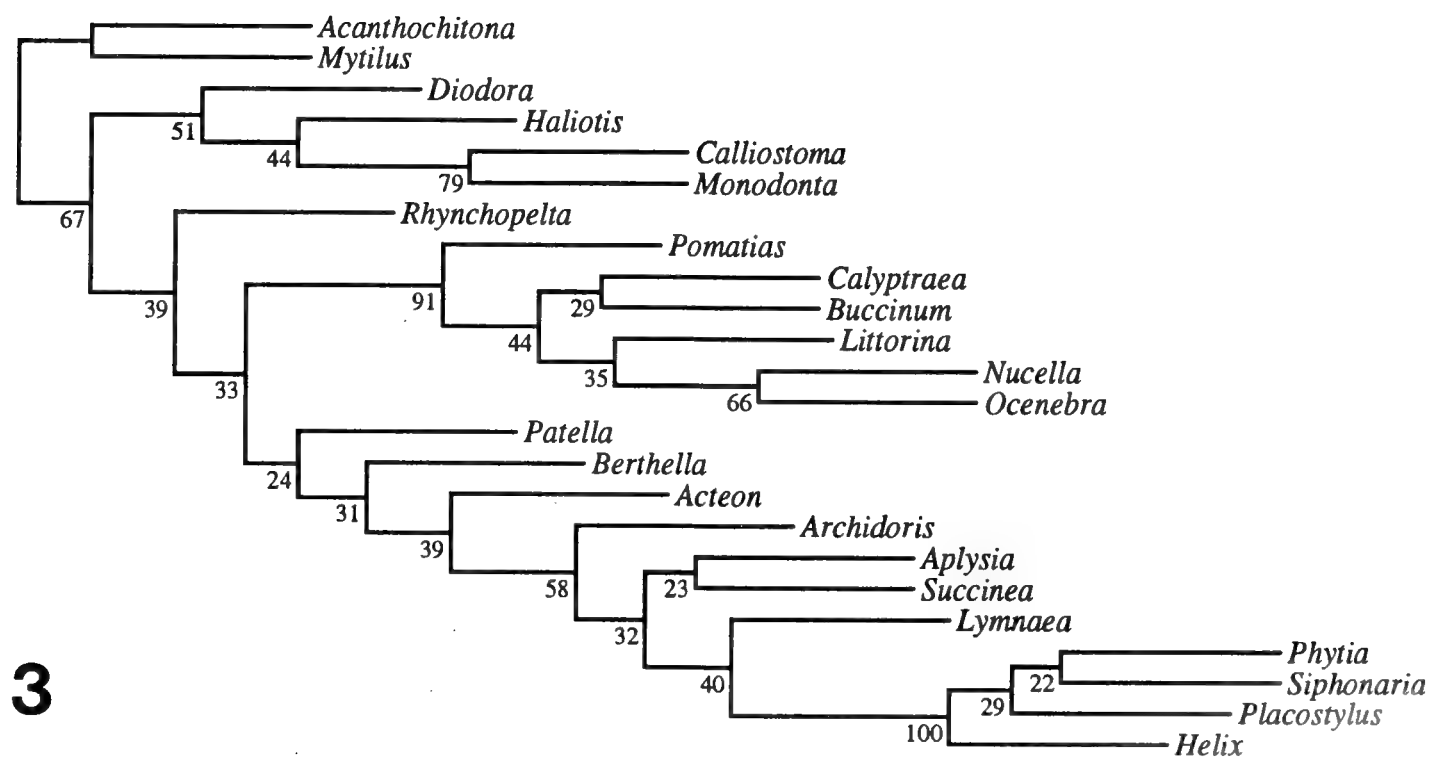 Acanthochitona
Mytilus
Diodora
51
Haliotis
44
Calliostoma
79
Monodonta
67
Rhynchopelta
Pomatias
Calyptraea
39
91
29
Buccinum
44
Littorina
35
Nucella
33
66
Ocenebra
Patella
24
Berthella
31
Acteon
39
Archidoris
58
Aplysia
23
Succinea
32
Lymnaea
Phytia
3
40
22
Siphonaria
29
Placostylus
100
Helix